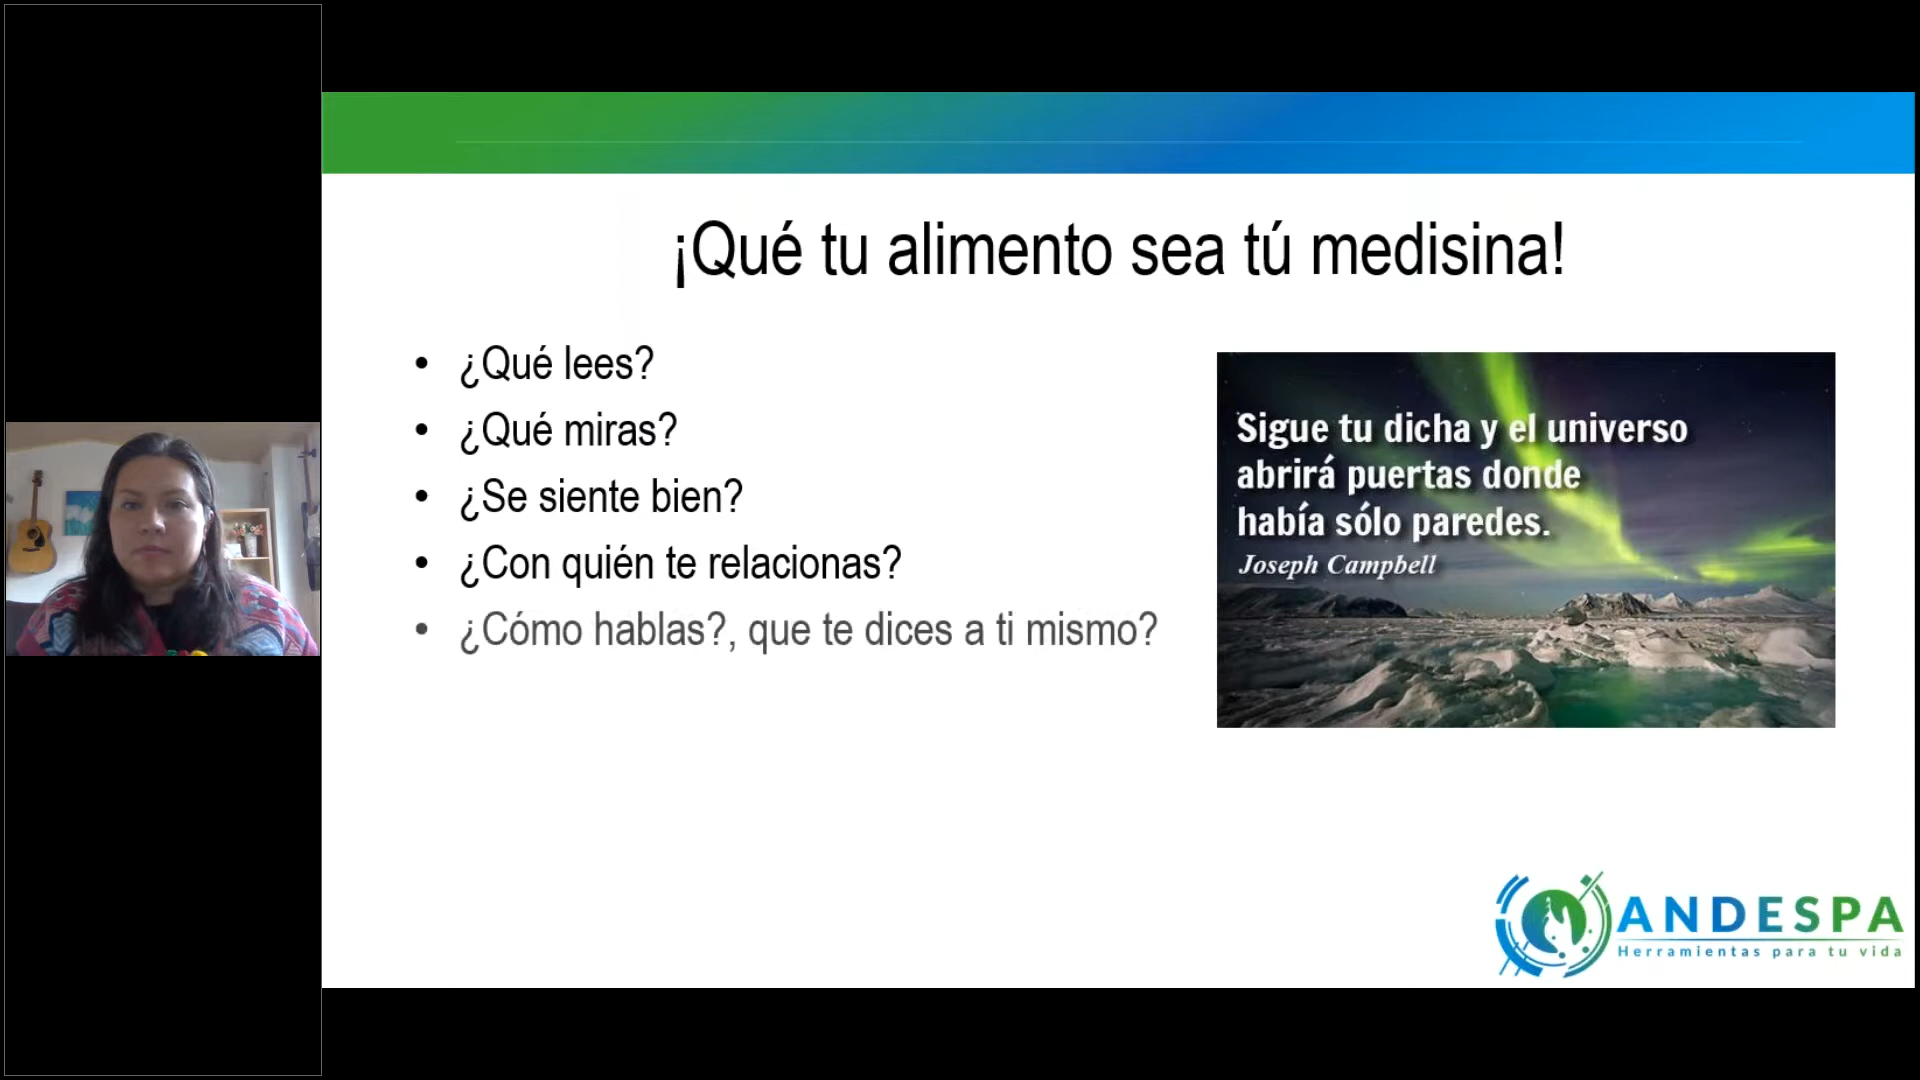 ¡Qué tu alimento sea tú medisina!
• ¿Qué lees?
• ¿Qué miras?
• ¿Se siente bien?
• ¿Con quién te relacionas?
• ¿Cómo hablas?, que te dices a ti mismo?
Sigue tu dicha y el universo
abrirá puertas donde
había sólo paredes.
Joseph Campbell
ANDESPA
Herramientas para tu vida